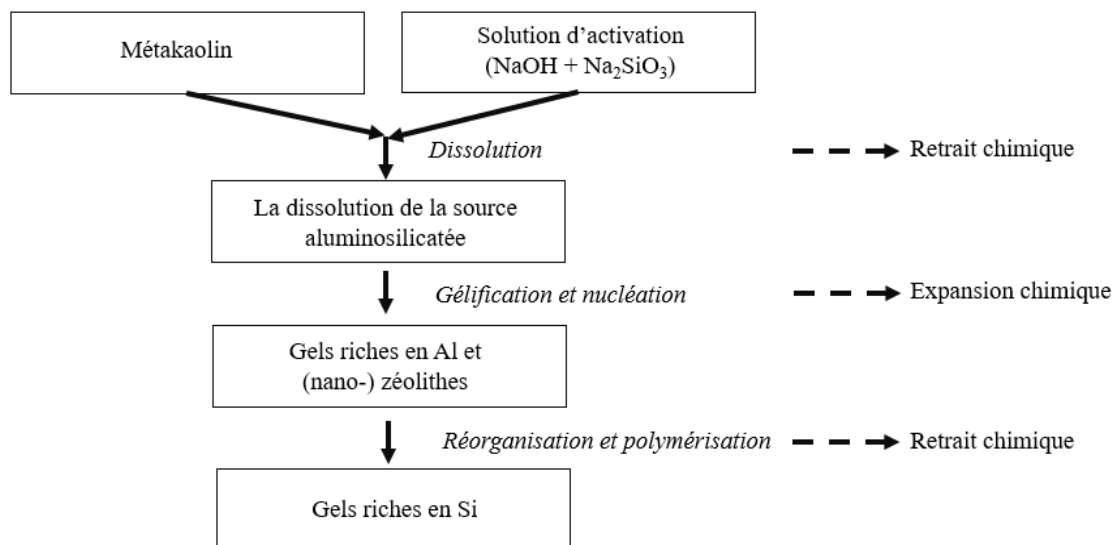 Métakaolin
Solution d’activation
(NaOH + Na₂SiO₃)
Dissolution
Retrait chimique
La dissolution de la source
aluminosilicatée
Gélification et nucléation
Expansion chimique
Gels riches en Al et
(nano-) zéolithes
Réorganisation et polymérisation
Retrait chimique
Gels riches en Si